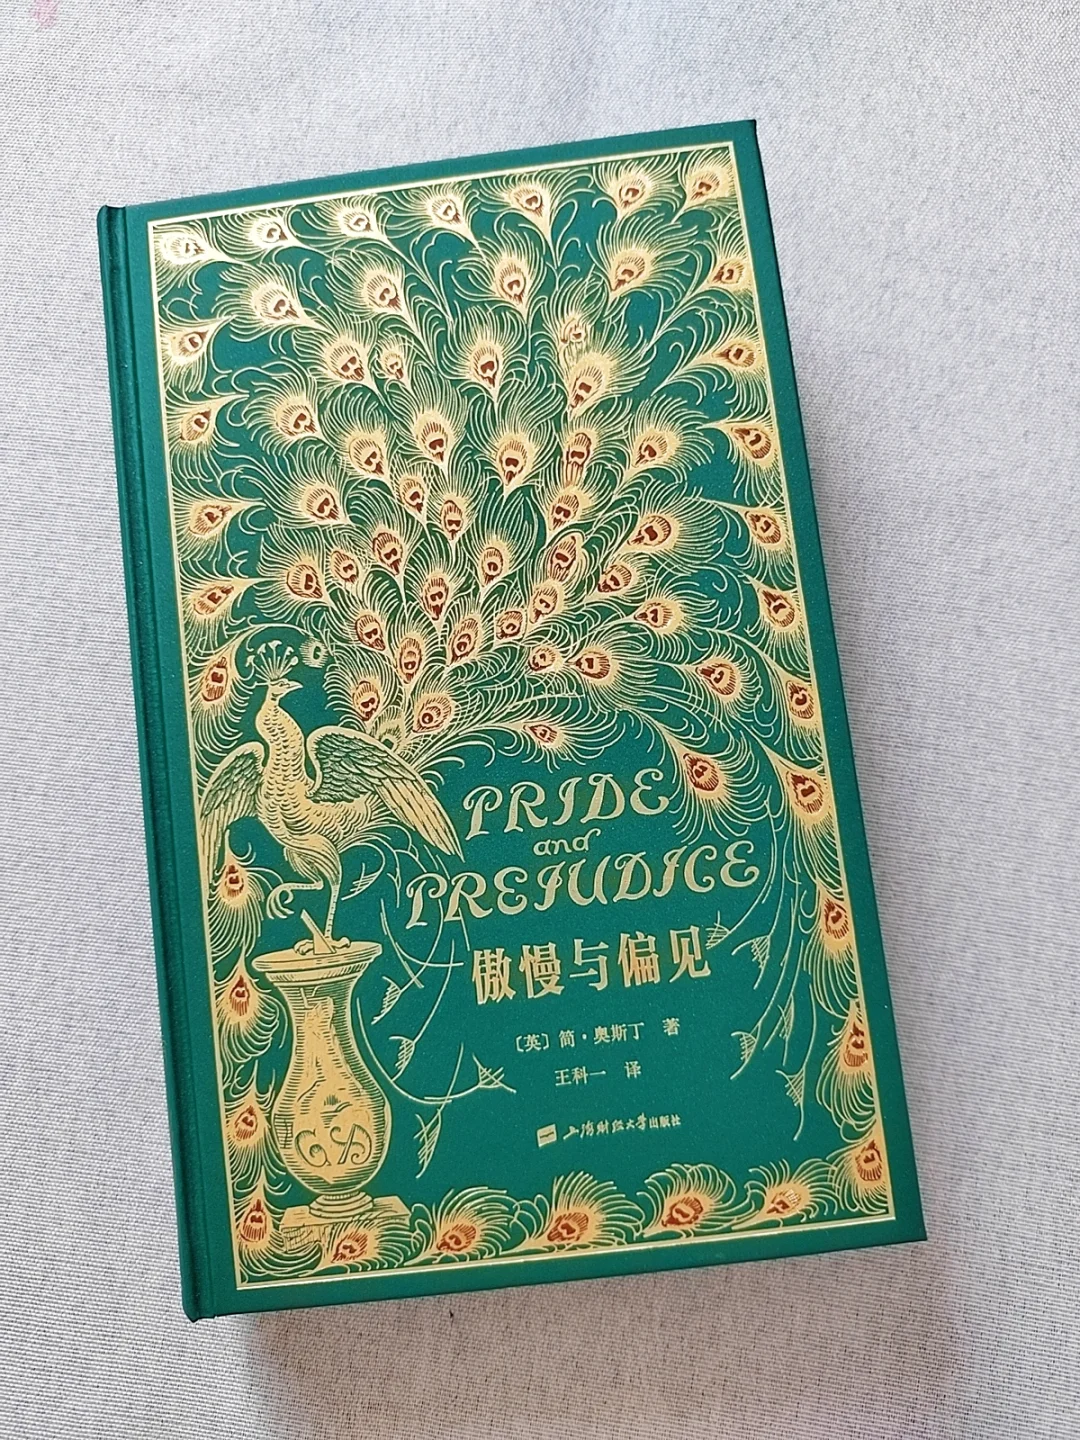 PRIDE
and
PREJUDICE
傲慢与偏见
［英］简·奥斯丁 著
王科一 译
上海财经大学出版社